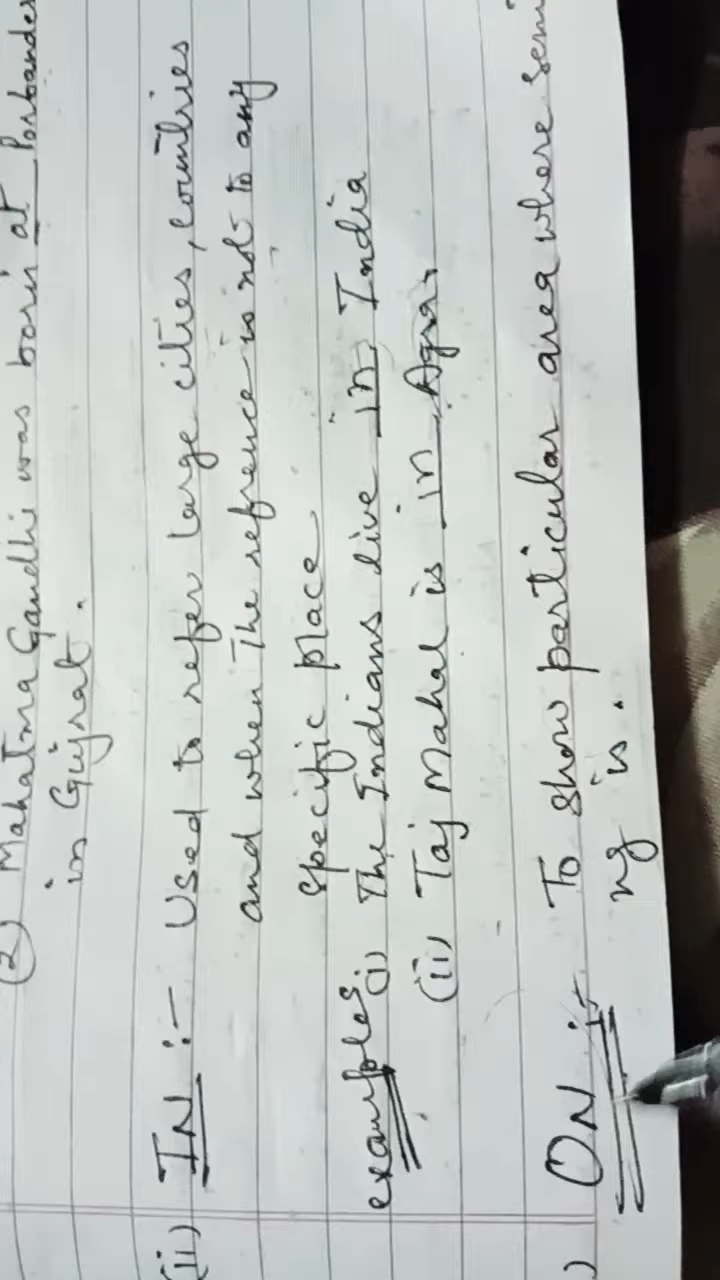 (2) Mahatma Gandhi was born at Porbander
in Gujrat.
(ii) IN :- Used to refer large cities, countries
and when The refrence is not to any
specific place
examples (i) The Indians live in India
(ii) Taj Mahal is in Agra
) ON :- To show particular area where Somi
ng is.